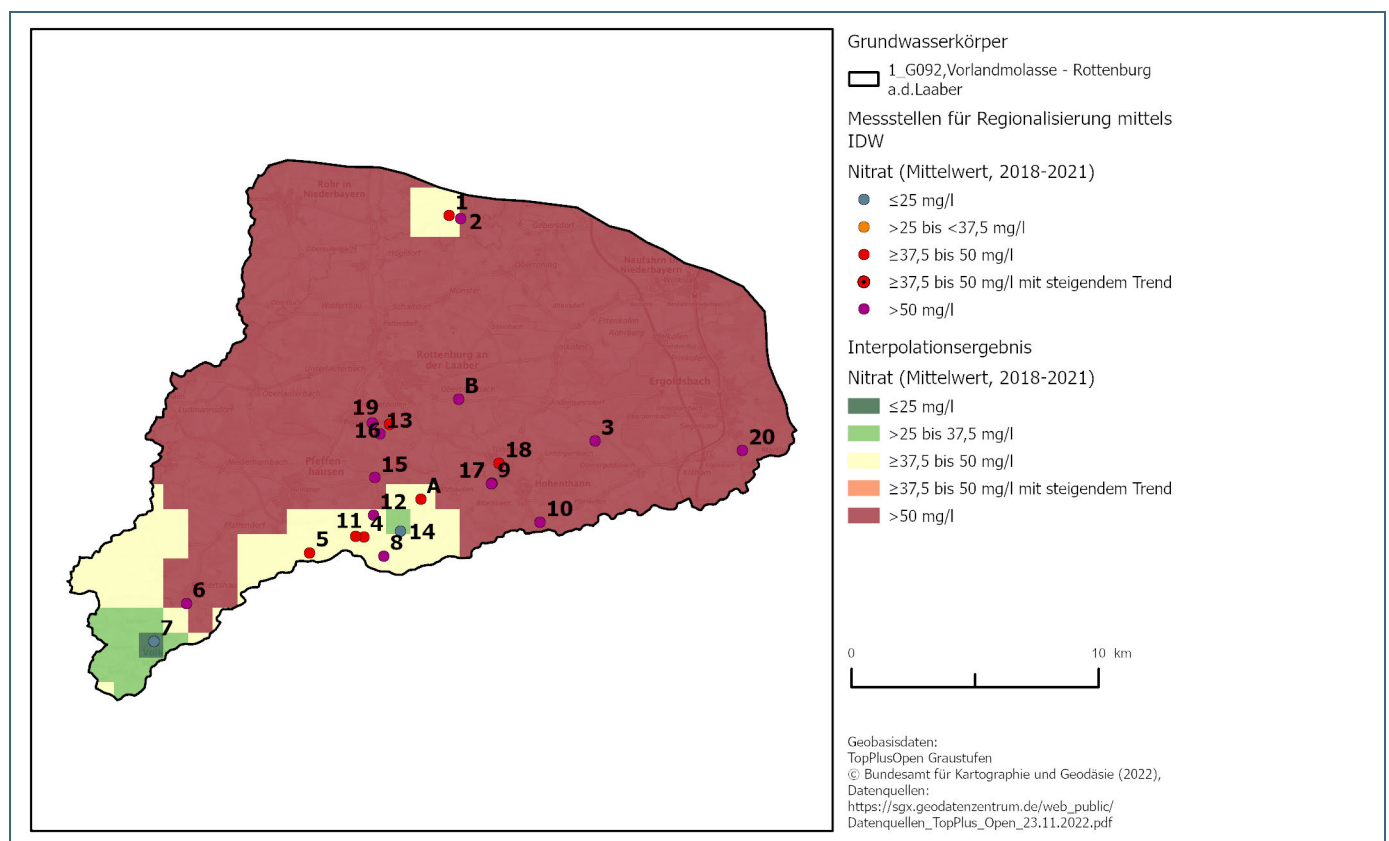 Grundwasserkörper
1_G092,Vorlandmolasse - Rottenburg
a.d.Laaber
Messstellen für Regionalisierung mittels
IDW
Nitrat (Mittelwert, 2018-2021)
≤25 mg/l
>25 bis <37,5 mg/l
≥37,5 bis 50 mg/l
≥37,5 bis 50 mg/l mit steigendem Trend
>50 mg/l
Interpolationsergebnis
Nitrat (Mittelwert, 2018-2021)
≤25 mg/l
>25 bis 37,5 mg/l
≥37,5 bis 50 mg/l
≥37,5 bis 50 mg/l mit steigendem Trend
>50 mg/l
0 10 km
Geobasisdaten:
TopPlusOpen Graustufen
© Bundesamt für Kartographie und Geodäsie (2022),
Datenquellen:
https://sgx.geodatenzentrum.de/web_public/
Datenquellen_TopPlus_Open_23.11.2022.pdf
Rohr in
Niederbayern
1
2
Neufahrn in
Niederbayern
Rottenburg an
der Laaber
Ergoldsbach
B
19
13
16
3
20
18
Pfeffen-
hausen
15
17
9
Hohenthann
A
12
10
11
4
14
5
8
6
7